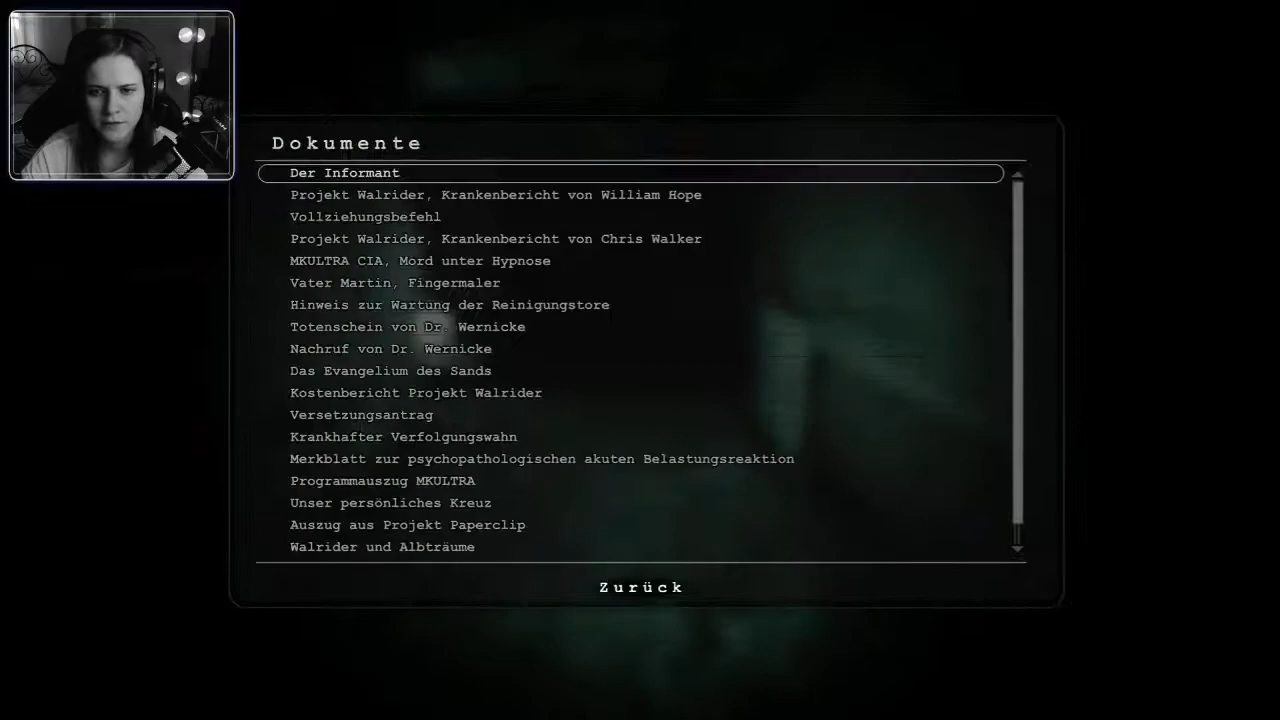 Dokumente
Der Informant
Projekt Walrider, Krankenbericht von William Hope
Vollziehungsbefehl
Projekt Walrider, Krankenbericht von Chris Walker
MKULTRA CIA, Mord unter Hypnose
Vater Martin, Fingermaler
Hinweis zur Wartung der Reinigungstore
Totenschein von Dr. Wernicke
Nachruf von Dr. Wernicke
Das Evangelium des Sands
Kostenbericht Projekt Walrider
Versetzungsantrag
Krankhafter Verfolgungswahn
Merkblatt zur psychopathologischen akuten Belastungsreaktion
Programmauszug MKULTRA
Unser persönliches Kreuz
Auszug aus Projekt Paperclip
Walrider und Albträume
Zurück